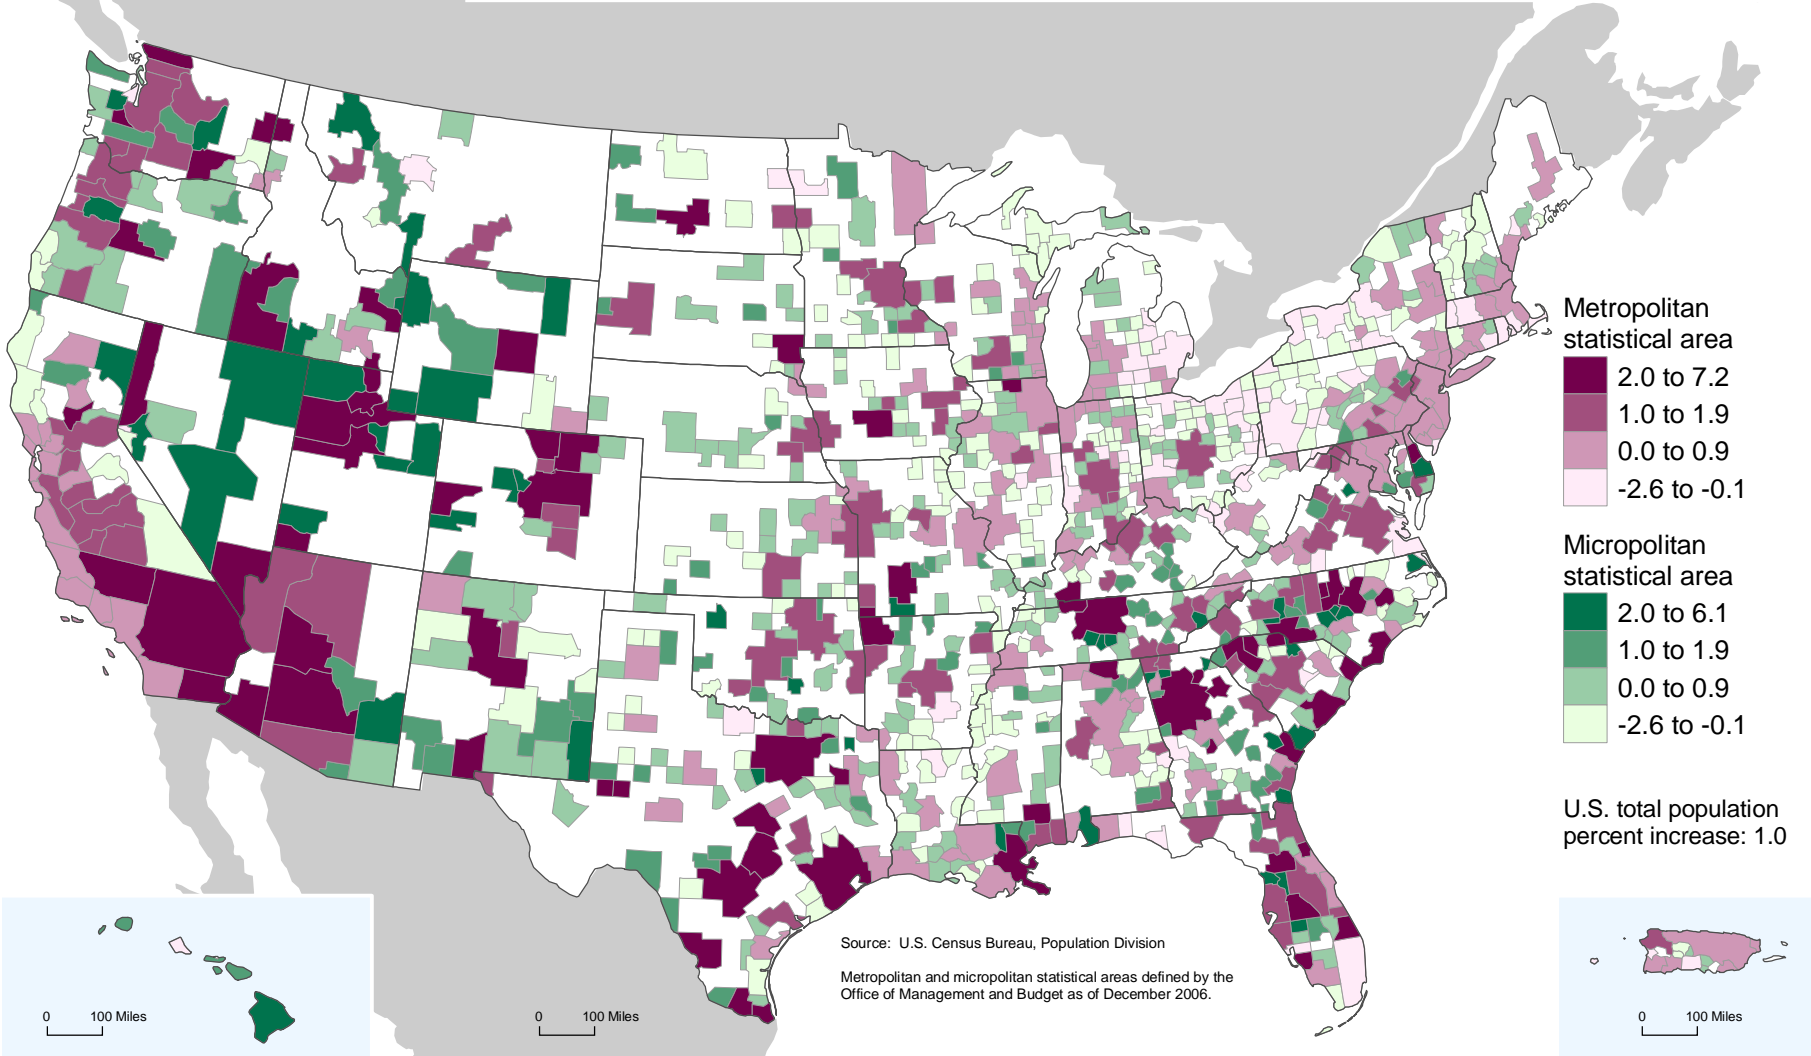 Metropolitan
statistical area
2.0 to 7.2
1.0 to 1.9
0.0 to 0.9
-2.6 to -0.1
Micropolitan
statistical area
2.0 to 6.1
1.0 to 1.9
0.0 to 0.9
-2.6 to -0.1
U.S. total population
percent increase: 1.0
Source: U.S. Census Bureau, Population Division
Metropolitan and micropolitan statistical areas defined by the
Office of Management and Budget as of December 2006.
0 100 Miles
0 100 Miles
0 100 Miles